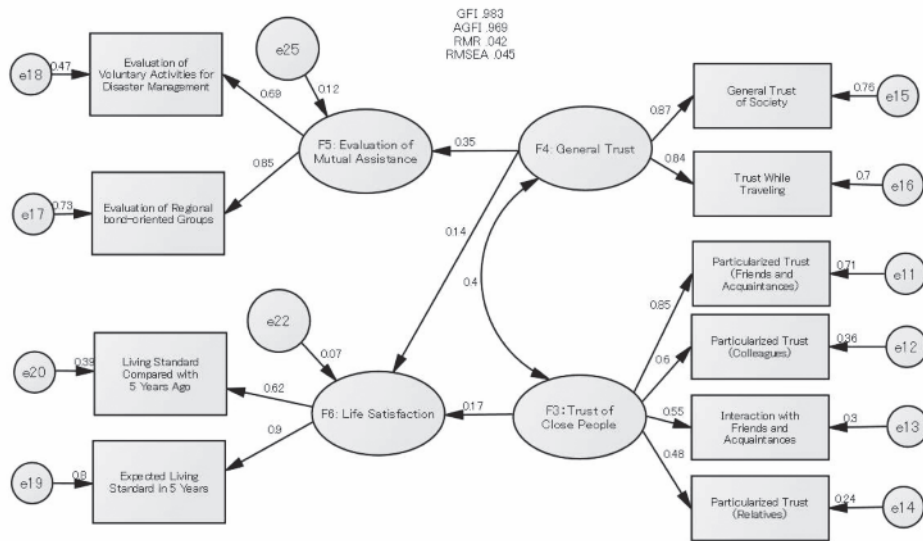 GFI .983
AGFI .969
RMR .042
RMSEA .045
e18
0.47
Evaluation of
Voluntary Activities for
Disaster Management
e25
0.12
0.69
F5: Evaluation of
Mutual Assistance
0.35
F4: General Trust
0.87
General Trust
of Society
0.76
e15
0.84
Trust While
Traveling
0.7
e16
e17
0.73
Evaluation of Regional
bond-oriented Groups
0.85
0.14
0.4
Particularized Trust
(Friends and
Acquaintances)
0.71
e11
0.85
Particularized Trust
(Colleagues)
0.36
e12
0.6
e22
0.07
e20
0.39
Living Standard
Compared with
5 Years Ago
0.62
F6: Life Satisfaction
0.17
F3: Trust of
Close People
0.55
Interaction with
Friends and
Acquaintances
0.3
e13
0.48
0.9
e19
0.8
Expected Living
Standard in 5 Years
Particularized Trust
(Relatives)
0.24
e14